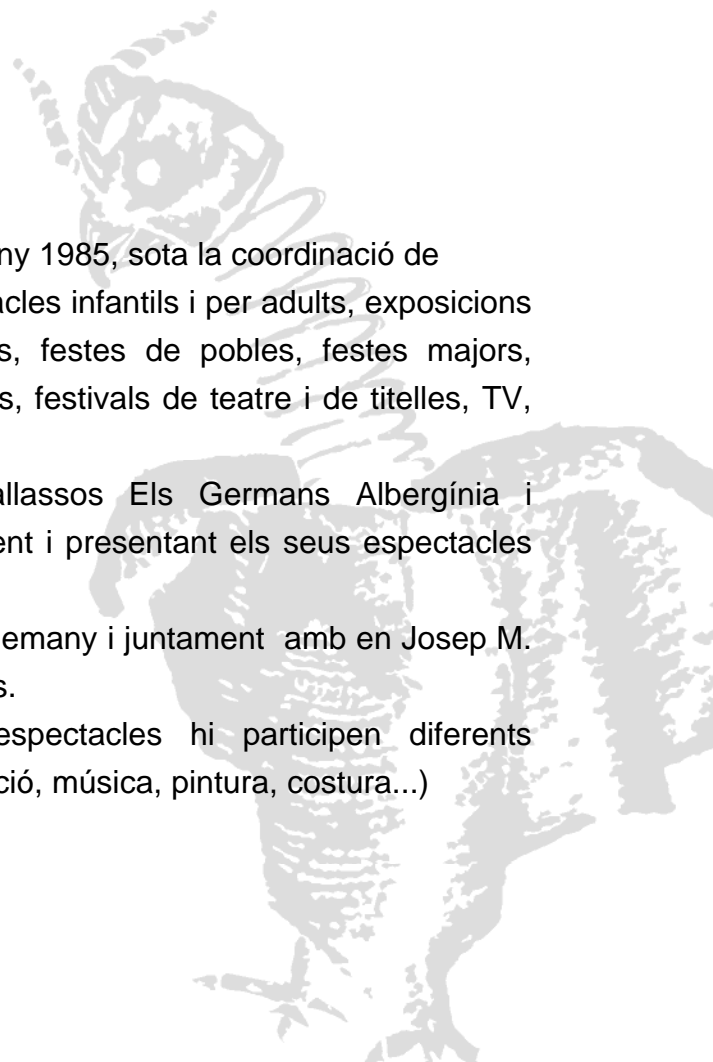 ny 1985, sota la coordinació de
acles infantils i per adults, exposicions
s, festes de pobles, festes majors,
s, festivals de teatre i de titelles, TV,
allassos Els Germans Albergínia i
ent i presentant els seus espectacles
lemany i juntament amb en Josep M.
s.
espectacles hi participen diferents
ció, música, pintura, costura...)